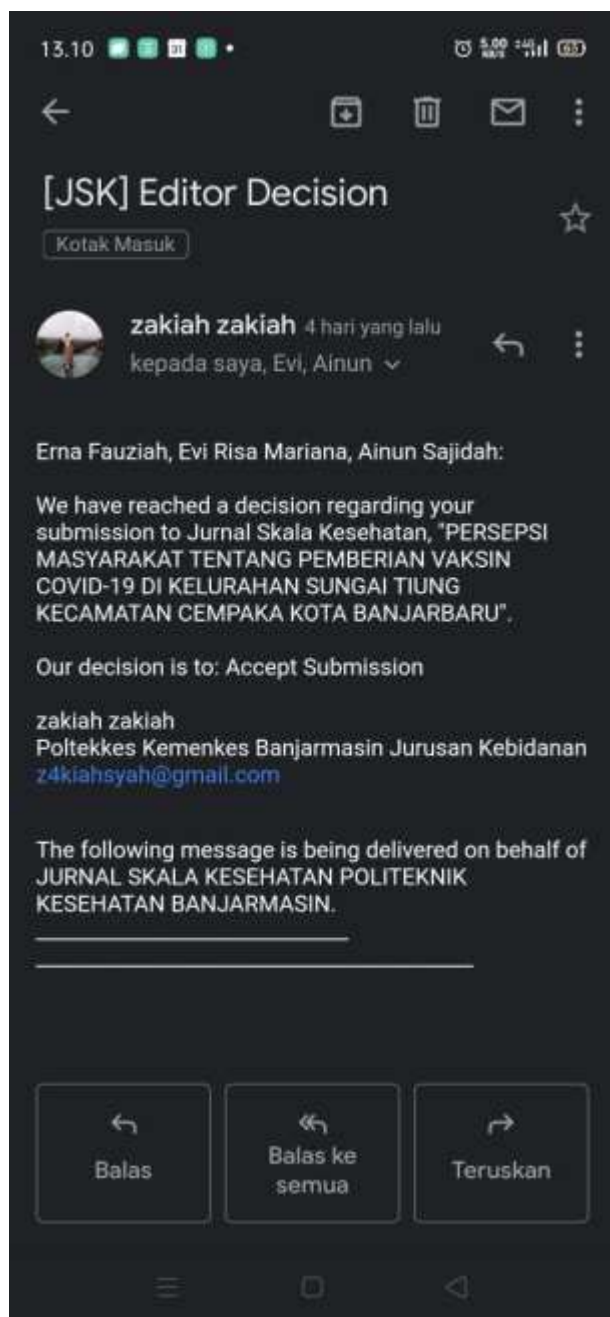 13.10
5.00
KB/S
63
[JSK] Editor Decision
Kotak Masuk
zakiah zakiah 4 hari yang lalu
kepada saya, Evi, Ainun
Erna Fauziah, Evi Risa Mariana, Ainun Sajidah:
We have reached a decision regarding your
submission to Jurnal Skala Kesehatan, "PERSEPSI
MASYARAKAT TENTANG PEMBERIAN VAKSIN
COVID-19 DI KELURAHAN SUNGAI TIUNG
KECAMATAN CEMPAKA KOTA BANJARBARU".
Our decision is to: Accept Submission
zakiah zakiah
Poltekkes Kemenkes Banjarmasin Jurusan Kebidanan
z4kiahsyah@gmail.com
The following message is being delivered on behalf of
JURNAL SKALA KESEHATAN POLITEKNIK
KESEHATAN BANJARMASIN.
Balas
Balas ke
semua
Teruskan